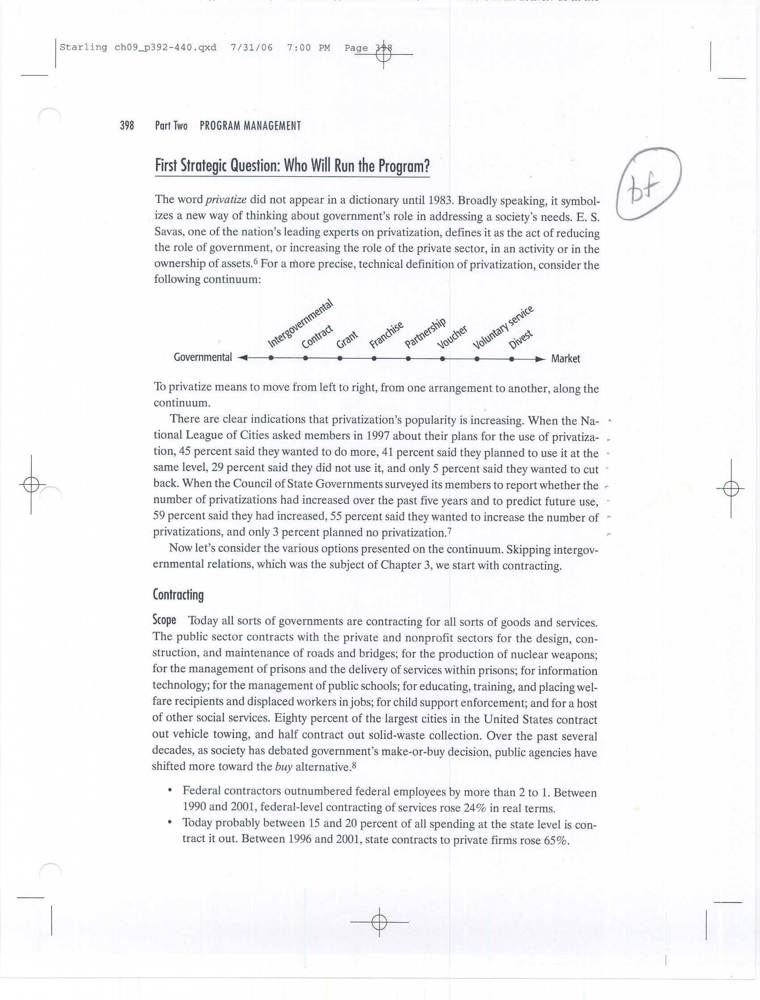 Starling ch09_p392-440.qxd 7/31/06 7:00 PM Page 398
398 Part Two PROGRAM MANAGEMENT
First Strategic Question: Who Will Run the Program?
bf
The word privatize did not appear in a dictionary until 1983. Broadly speaking, it symbol-
izes a new way of thinking about government's role in addressing a society's needs. E. S.
Savas, one of the nation's leading experts on privatization, defines it as the act of reducing
the role of government, or increasing the role of the private sector, in an activity or in the
ownership of assets.6 For a more precise, technical definition of privatization, consider the
following continuum:
Intergovernmental
Contract
Grant
Franchise
Partnership
Voucher
Voluntary service
Divest
Governmental
Market
To privatize means to move from left to right, from one arrangement to another, along the
continuum.
There are clear indications that privatization's popularity is increasing. When the Na-
tional League of Cities asked members in 1997 about their plans for the use of privatiza-
tion, 45 percent said they wanted to do more, 41 percent said they planned to use it at the
same level, 29 percent said they did not use it, and only 5 percent said they wanted to cut
back. When the Council of State Governments surveyed its members to report whether the
number of privatizations had increased over the past five years and to predict future use,
59 percent said they had increased, 55 percent said they wanted to increase the number of
privatizations, and only 3 percent planned no privatization.7
Now let's consider the various options presented on the continuum. Skipping intergov-
ernmental relations, which was the subject of Chapter 3, we start with contracting.
Contracting
Scope Today all sorts of governments are contracting for all sorts of goods and services.
The public sector contracts with the private and nonprofit sectors for the design, con-
struction, and maintenance of roads and bridges; for the production of nuclear weapons;
for the management of prisons and the delivery of services within prisons; for information
technology; for the management of public schools; for educating, training, and placing wel-
fare recipients and displaced workers in jobs; for child support enforcement; and for a host
of other social services. Eighty percent of the largest cities in the United States contract
out vehicle towing, and half contract out solid-waste collection. Over the past several
decades, as society has debated government's make-or-buy decision, public agencies have
shifted more toward the buy alternative.8
• Federal contractors outnumbered federal employees by more than 2 to 1. Between
1990 and 2001, federal-level contracting of services rose 24% in real terms.
• Today probably between 15 and 20 percent of all spending at the state level is con-
tract it out. Between 1996 and 2001, state contracts to private firms rose 65%.